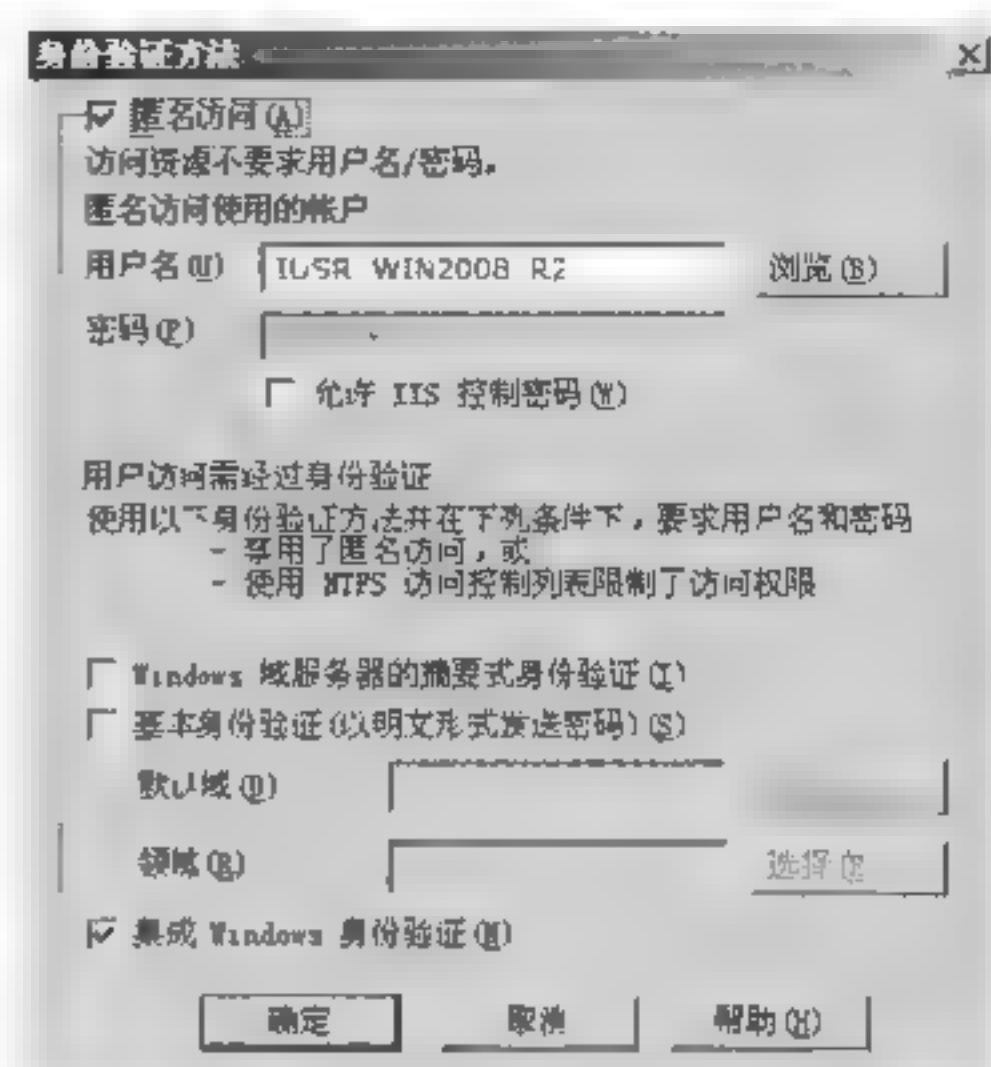 身份验证方法
匿名访问(A)
访问资源不要求用户名/密码。
匿名访问使用的帐户
用户名(U) IUSR WIN2008 R2 浏览(B)
密码(P)
允许 IIS 控制密码(W)
用户访问需经过身份验证
使用以下身份验证方法并在下列条件下，要求用户名和密码
- 禁用了匿名访问，或
- 使用 NTFS 访问控制列表限制了访问权限
Windows 域服务器的摘要式身份验证(I)
基本身份验证(以明文形式发送密码)(S)
默认域(D)
领域(R) 选择
集成 Windows 身份验证(N)
确定 取消 帮助(H)